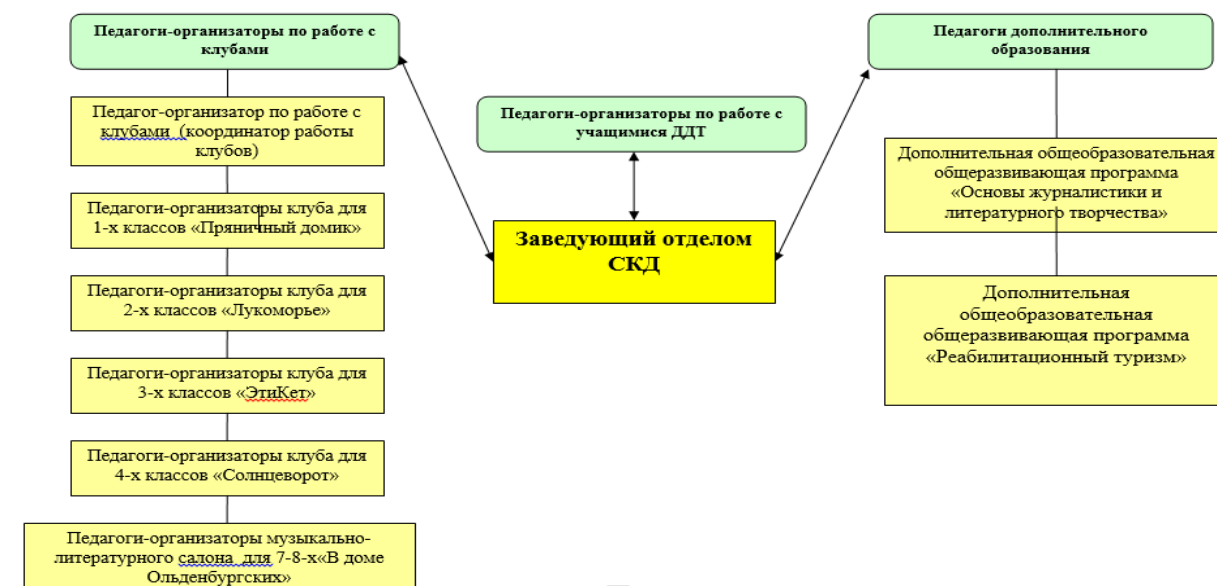 Педагоги-организаторы по работе с
клубами
Педагог-организатор по работе с
клубами (координатор работы
клубов)
Педагоги-организаторы клуба для
1-х классов «Пряничный домик»
Педагоги-организаторы клуба для
2-х классов «Лукоморье»
Педагоги-организаторы клуба для
3-х классов «ЭтиКет»
Педагоги-организаторы клуба для
4-х классов «Солнцеворот»
Педагоги-организаторы музыкально-
литературного салона для 7-8-х«В доме
Ольденбургских»
Педагоги-организаторы по работе с
учащимися ДДТ
Заведующий отделом
СКД
Педагоги дополнительного
образования
Дополнительная общеобразовательная
общеразвивающая программа
«Основы журналистики и
литературного творчества»
Дополнительная
общеобразовательная
общеразвивающая программа
«Реабилитационный туризм»